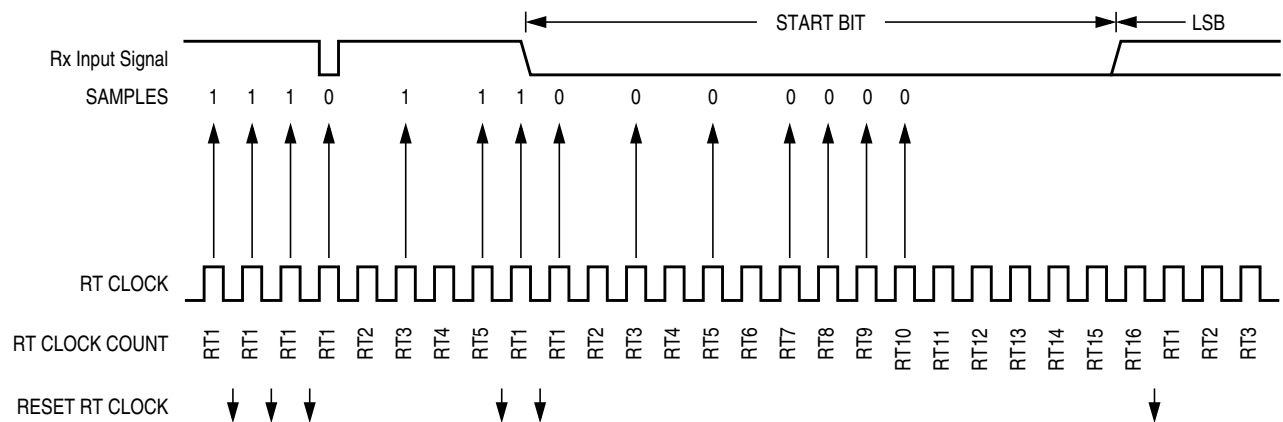 START BIT LSB
Rx Input Signal
SAMPLES 1 1 1 0 1 1 1 0 0 0 0 0 0 0
RT CLOCK
RT CLOCK COUNT RT1 RT1 RT1 RT1 RT2 RT3 RT4 RT5 RT1 RT1 RT2 RT3 RT4 RT5 RT6 RT7 RT8 RT9 RT10 RT11 RT12 RT13 RT14 RT15 RT16 RT1 RT2 RT3
RESET RT CLOCK